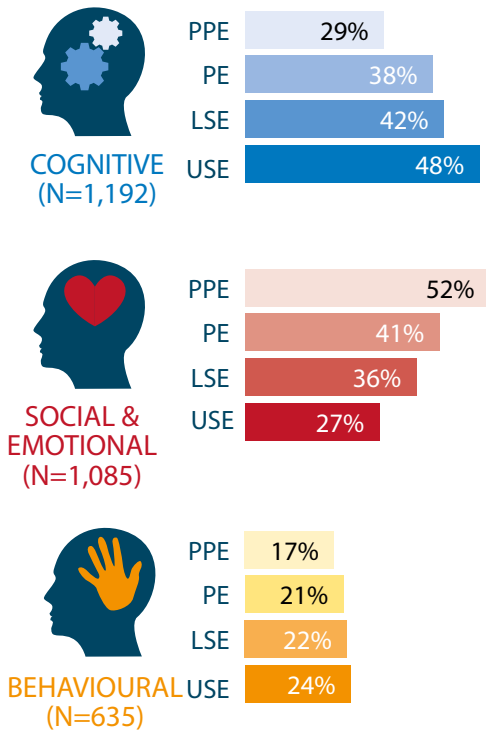 PPE 29%
PE 38%
LSE 42%
USE 48%
COGNITIVE
(N=1,192)
PPE 52%
PE 41%
LSE 36%
USE 27%
SOCIAL &
EMOTIONAL
(N=1,085)
PPE 17%
PE 21%
LSE 22%
USE 24%
BEHAVIOURAL
(N=635)